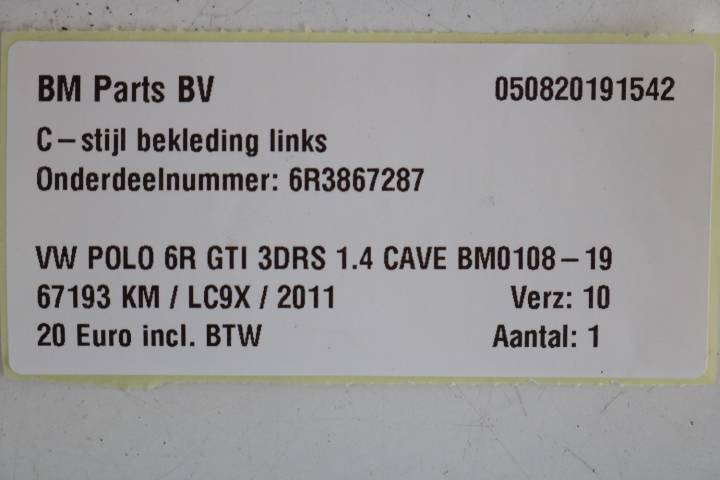 BM Parts BV 050820191542
C-stijl bekleding links
Onderdeelnummer: 6R3867287
VW POLO 6R GTI 3DRS 1.4 CAVE BM0108-19
67193 KM / LC9X / 2011 Verz: 10
20 Euro incl. BTW Aantal: 1